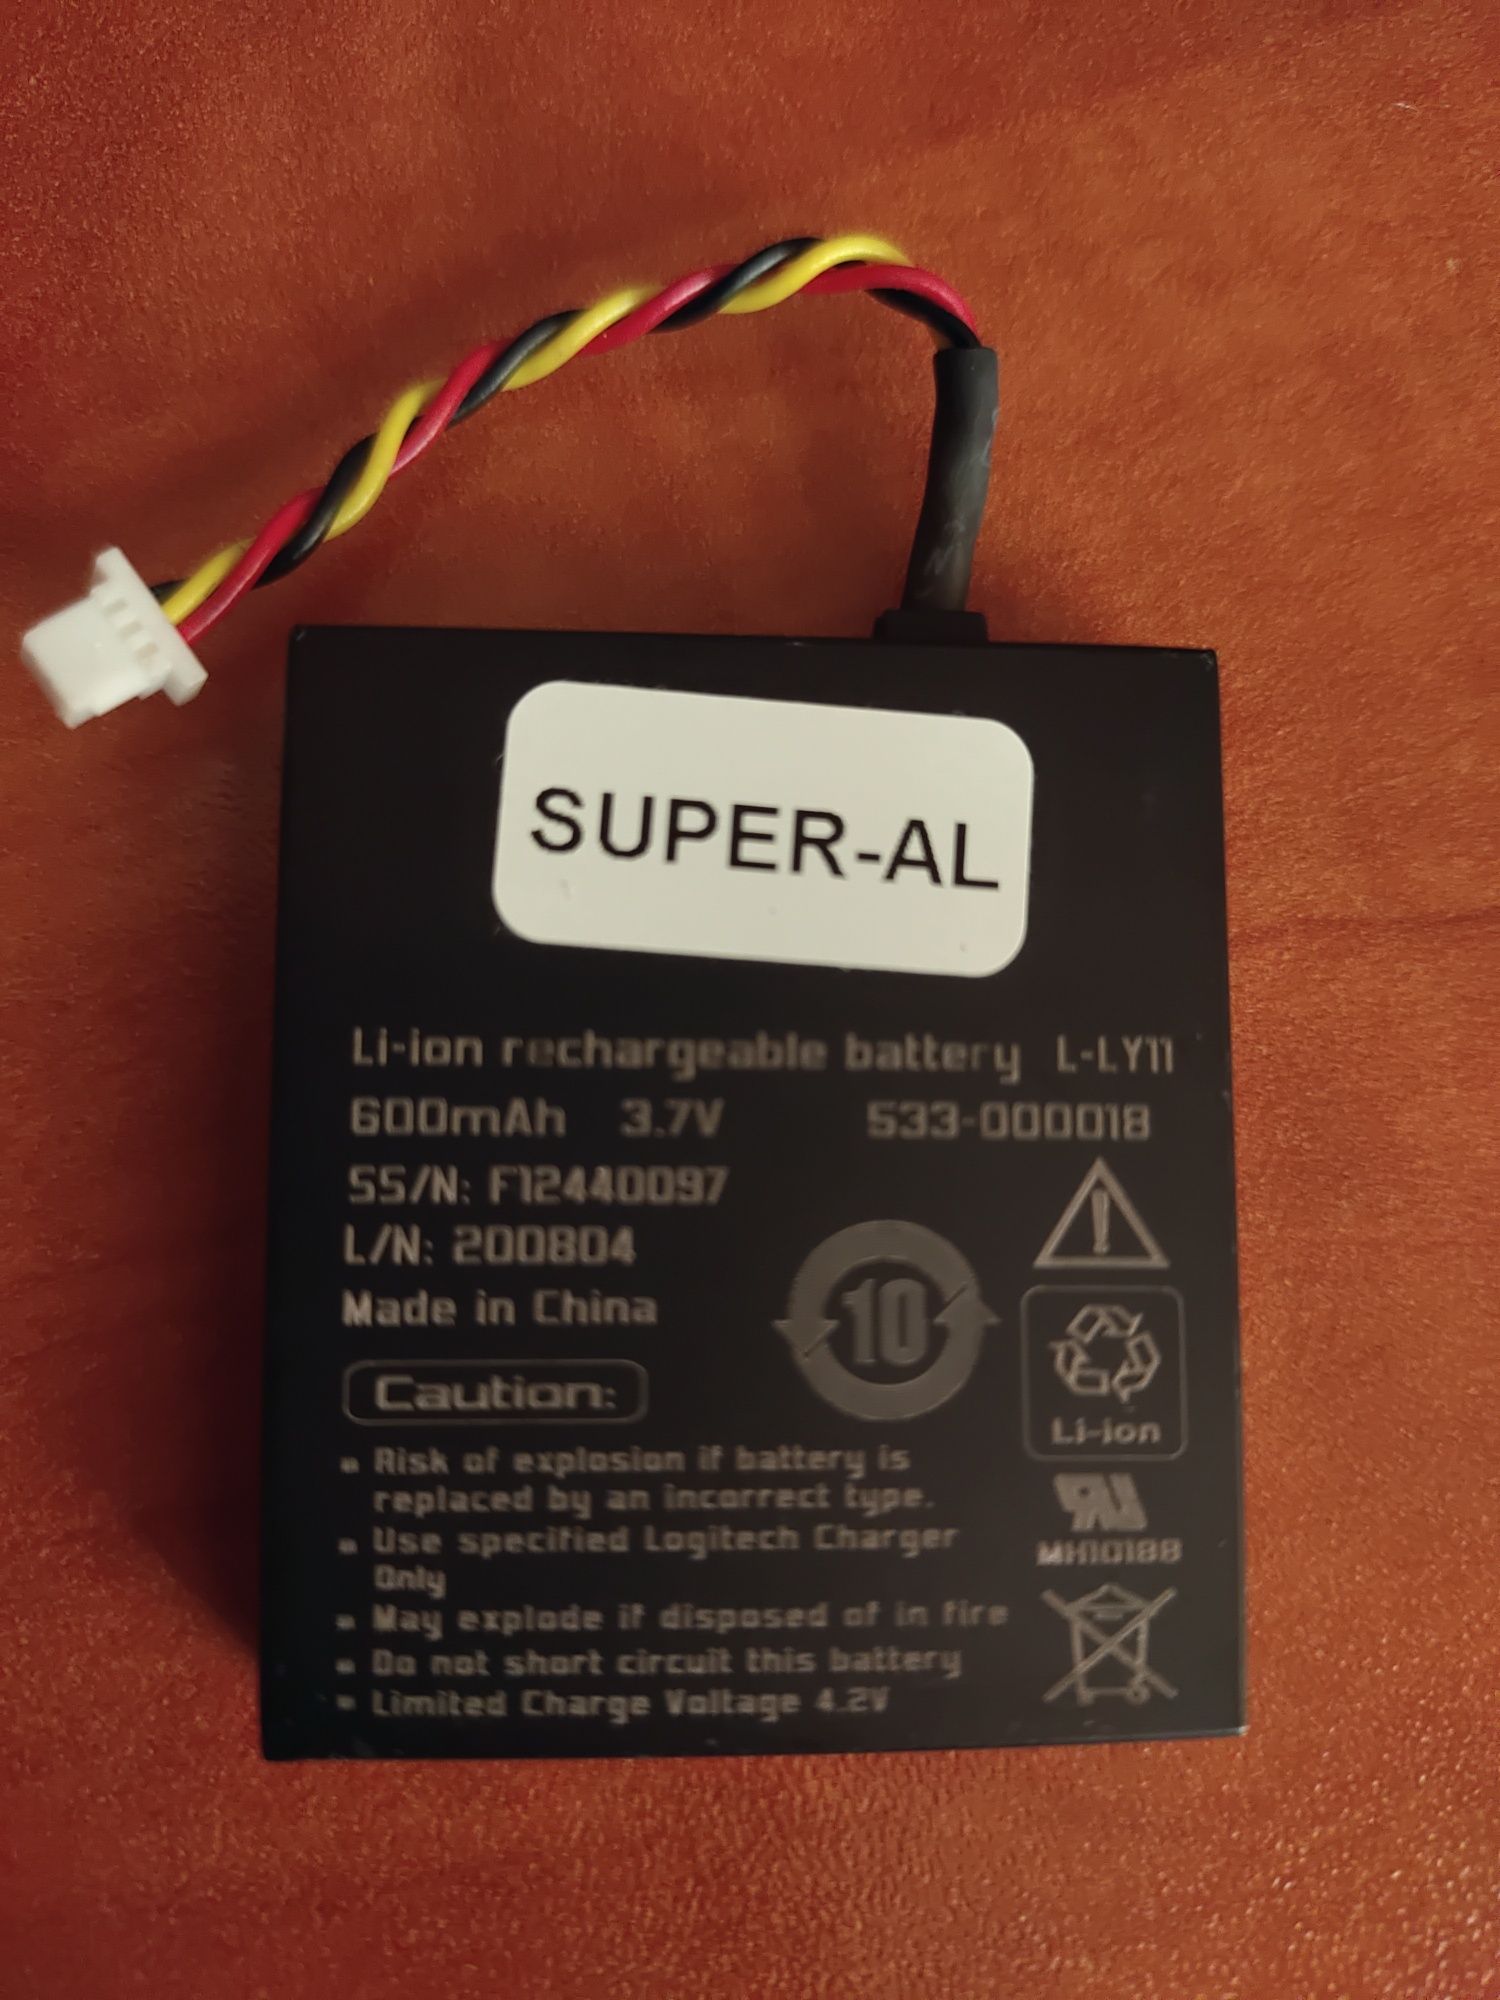 SUPER-AL
Li-ion rechargeable battery L-LY11
600mAh 3.7V 533-000018
SS/N: F12440097
L/N: 200804
Made in China
10
Li-ion
Caution:
▪ Risk of explosion if battery is
replaced by an incorrect type.
▪ Use specified Logitech Charger
Only
▪ May explode if disposed of in fire
▪ Do not short circuit this battery
▪ Limited Charge Voltage 4.2V
MH10188